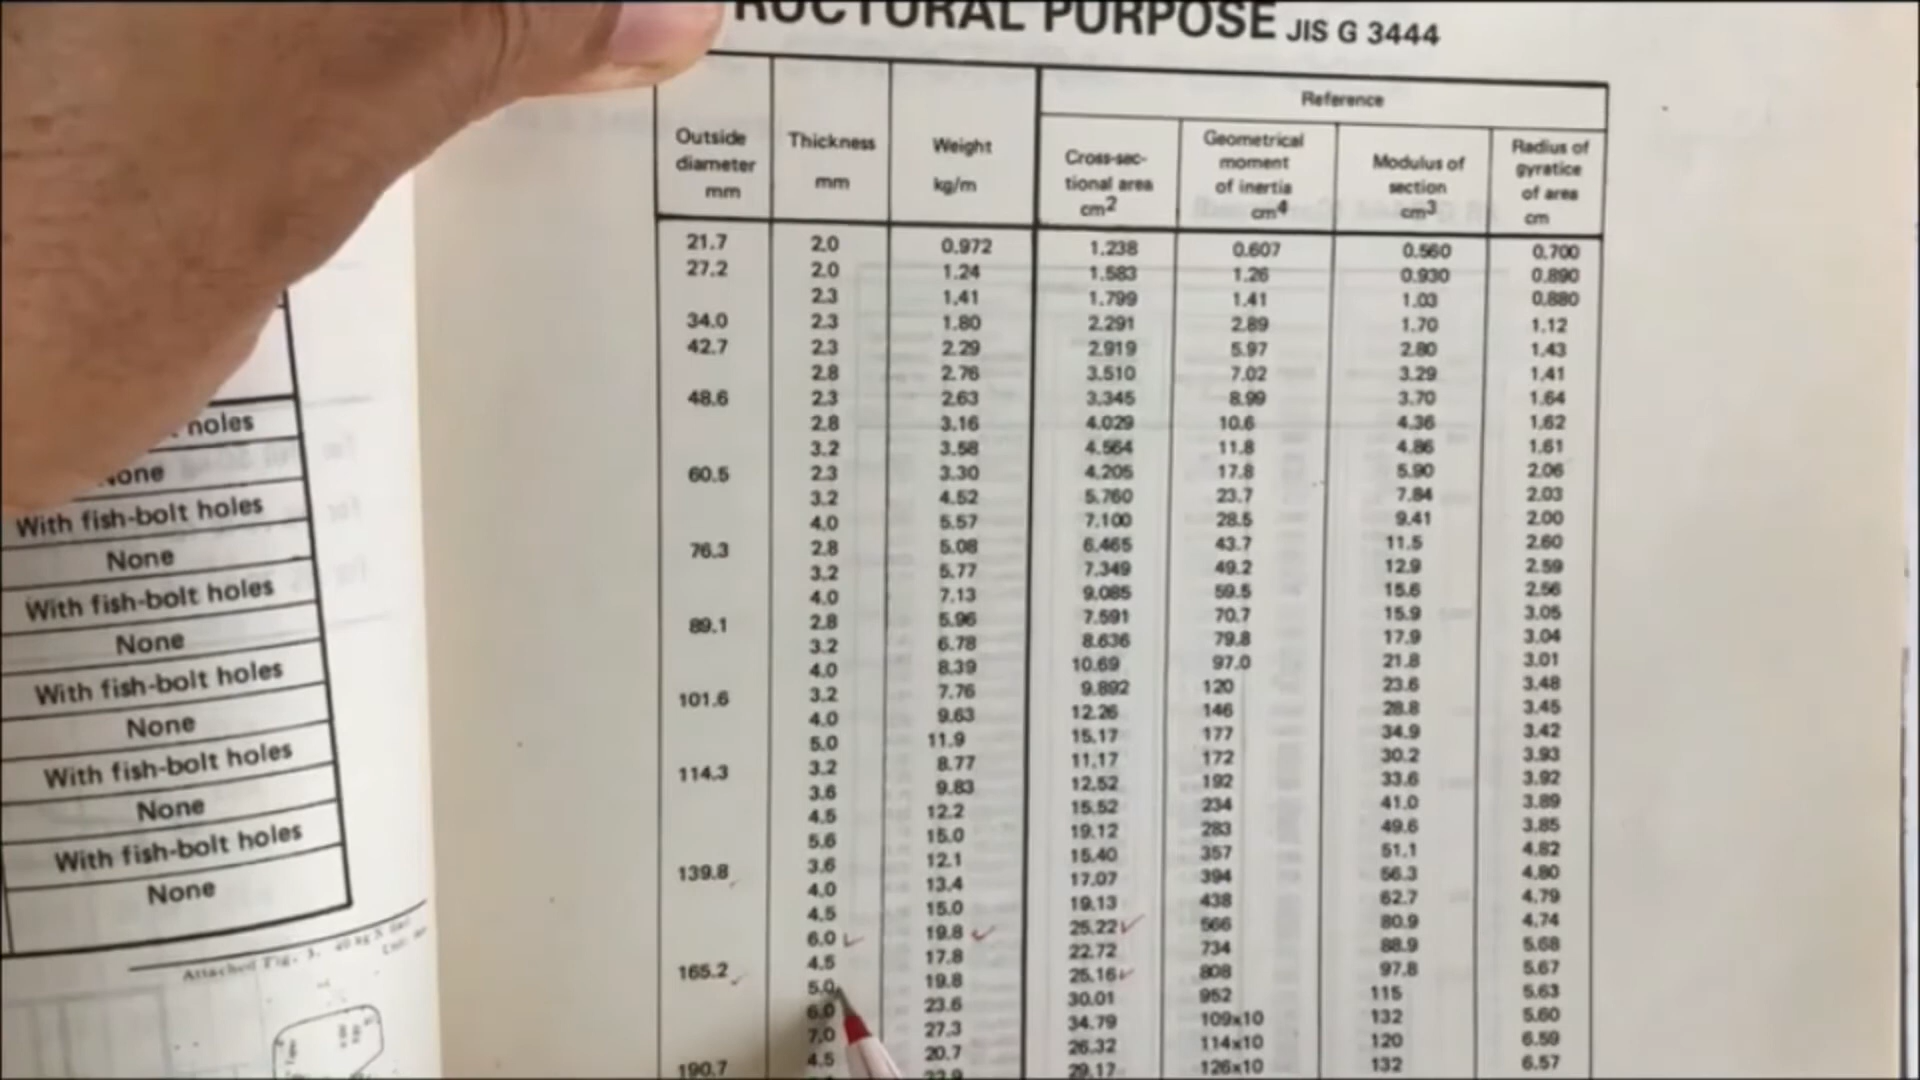 RUCTURAL PURPOSE JIS G 3444
Reference
Outside diameter mm
Thickness mm
Weight kg/m
Cross-sec-tional area cm2
Geometrical moment of inertia cm4
Modulus of section cm3
Radius of gyratice of area cm
21.7 2.0 0.972 1.238 0.607 0.560 0.700
27.2 2.0 1.24 1.583 1.26 0.930 0.890
2.3 1.41 1.799 1.41 1.03 0.880
34.0 2.3 1.80 2.291 2.89 1.70 1.12
42.7 2.3 2.29 2.919 5.97 2.80 1.43
2.8 2.76 3.510 7.02 3.29 1.41
48.6 2.3 2.63 3.345 8.99 3.70 1.64
2.8 3.16 4.029 10.6 4.36 1.62
3.2 3.58 4.564 11.8 4.86 1.61
60.5 2.3 3.30 4.205 17.8 5.90 2.06
3.2 4.52 5.760 23.7 7.84 2.03
4.0 5.57 7.100 28.5 9.41 2.00
76.3 2.8 5.08 6.465 43.7 11.5 2.60
3.2 5.77 7.349 49.2 12.9 2.59
4.0 7.13 9.085 59.5 15.6 2.56
89.1 2.8 5.96 7.591 70.7 15.9 3.05
3.2 6.78 8.636 79.8 17.9 3.04
4.0 8.39 10.69 97.0 21.8 3.01
101.6 3.2 7.76 9.892 120 23.6 3.48
4.0 9.63 12.26 146 28.8 3.45
5.0 11.9 15.17 177 34.9 3.42
114.3 3.2 8.77 11.17 172 30.2 3.93
3.6 9.83 12.52 192 33.6 3.92
4.5 12.2 15.52 234 41.0 3.89
5.6 15.0 19.12 283 49.6 3.85
139.8 3.6 12.1 15.40 357 51.1 4.82
4.0 13.4 17.07 394 56.3 4.80
4.5 15.0 19.13 438 62.7 4.79
6.0 19.8 25.22 566 80.9 4.74
4.5 17.8 22.72 734 88.9 5.68
165.2 5.0 19.8 25.16 808 97.8 5.67
6.0 23.6 30.01 952 115 5.63
7.0 27.3 34.79 109x10 132 5.60
190.7 4.5 20.7 26.32 114x10 120 6.59
29.17 126x10 132 6.57
holes
None
With fish-bolt holes
None
With fish-bolt holes
None
With fish-bolt holes
None
With fish-bolt holes
None
With fish-bolt holes
None
Attached Fig. 3.